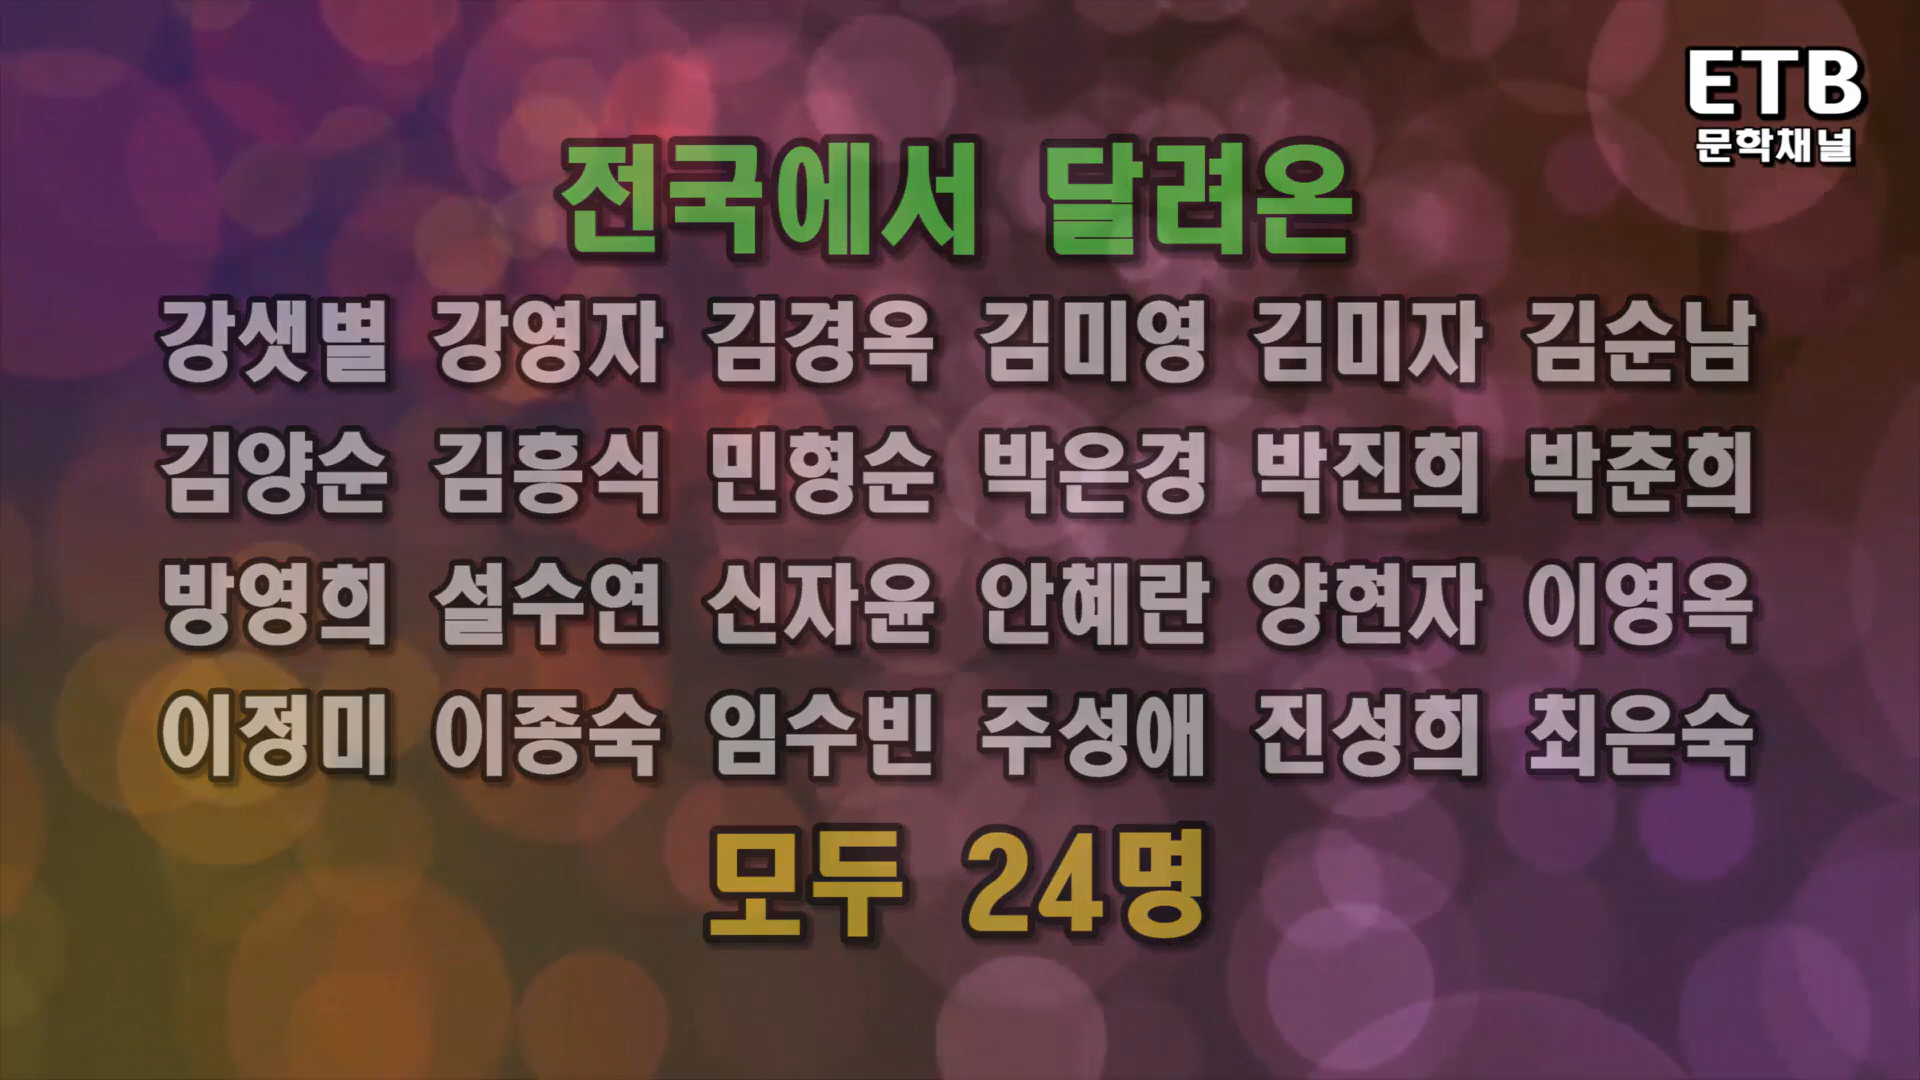 ETB
문학채널
전국에서 달려온
강샛별 강영자 김경옥 김미영 김미자 김순남
김양순 김흥식 민형순 박은경 박진희 박춘희
방영희 설수연 신자윤 안혜란 양현자 이영옥
이정미 이종숙 임수빈 주성애 진성희 최은숙
모두 24명